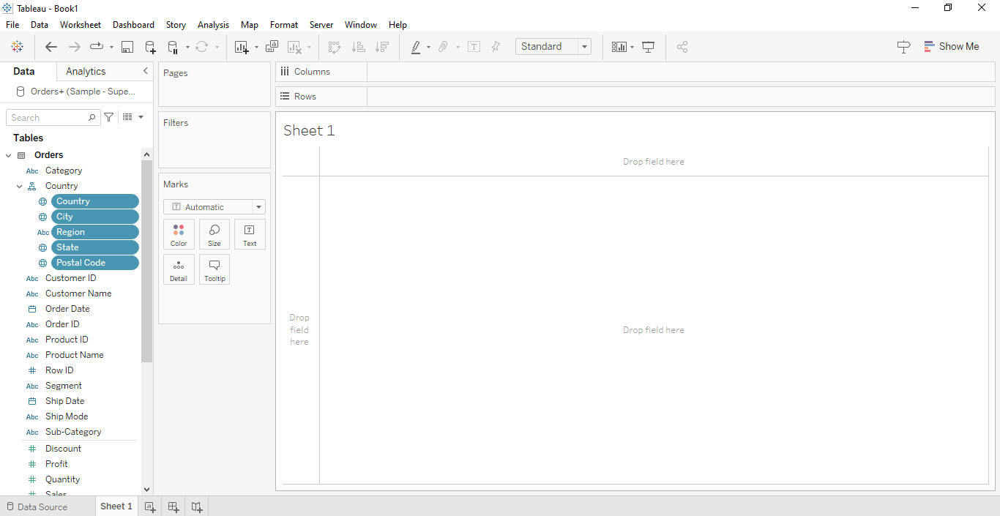 Tableau - Book1
File Data Worksheet Dashboard Story Analysis Map Format Server Window Help
Standard
Show Me
Data Analytics
Orders+ (Sample - Supe...
Search
Tables
Orders
Abc Category
Country
Country
City
Abc Region
State
Postal Code
Abc Customer ID
Abc Customer Name
Order Date
Abc Order ID
Abc Product ID
Abc Product Name
# Row ID
Abc Segment
Ship Date
Abc Ship Mode
Abc Sub-Category
# Discount
# Profit
# Quantity
# Sales
Pages
Filters
Marks
T Automatic
Color Size Text
Detail Tooltip
Columns
Rows
Sheet 1
Drop field here
Drop
field
here
Drop field here
Data Source Sheet 1